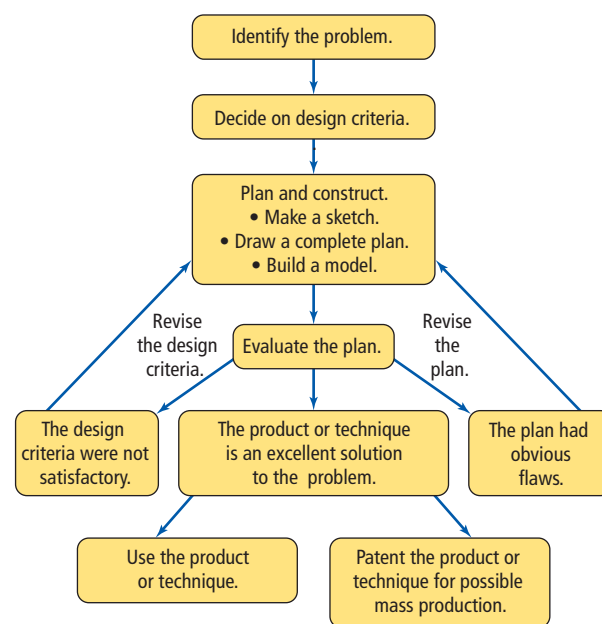 Identify the problem.
Decide on design criteria.
Plan and construct.
• Make a sketch.
• Draw a complete plan.
• Build a model.
Revise
the design
criteria.
Evaluate the plan.
Revise
the
plan.
The design
criteria were not
satisfactory.
The product or technique
is an excellent solution
to the problem.
The plan had
obvious
flaws.
Use the product
or technique.
Patent the product or
technique for possible
mass production.